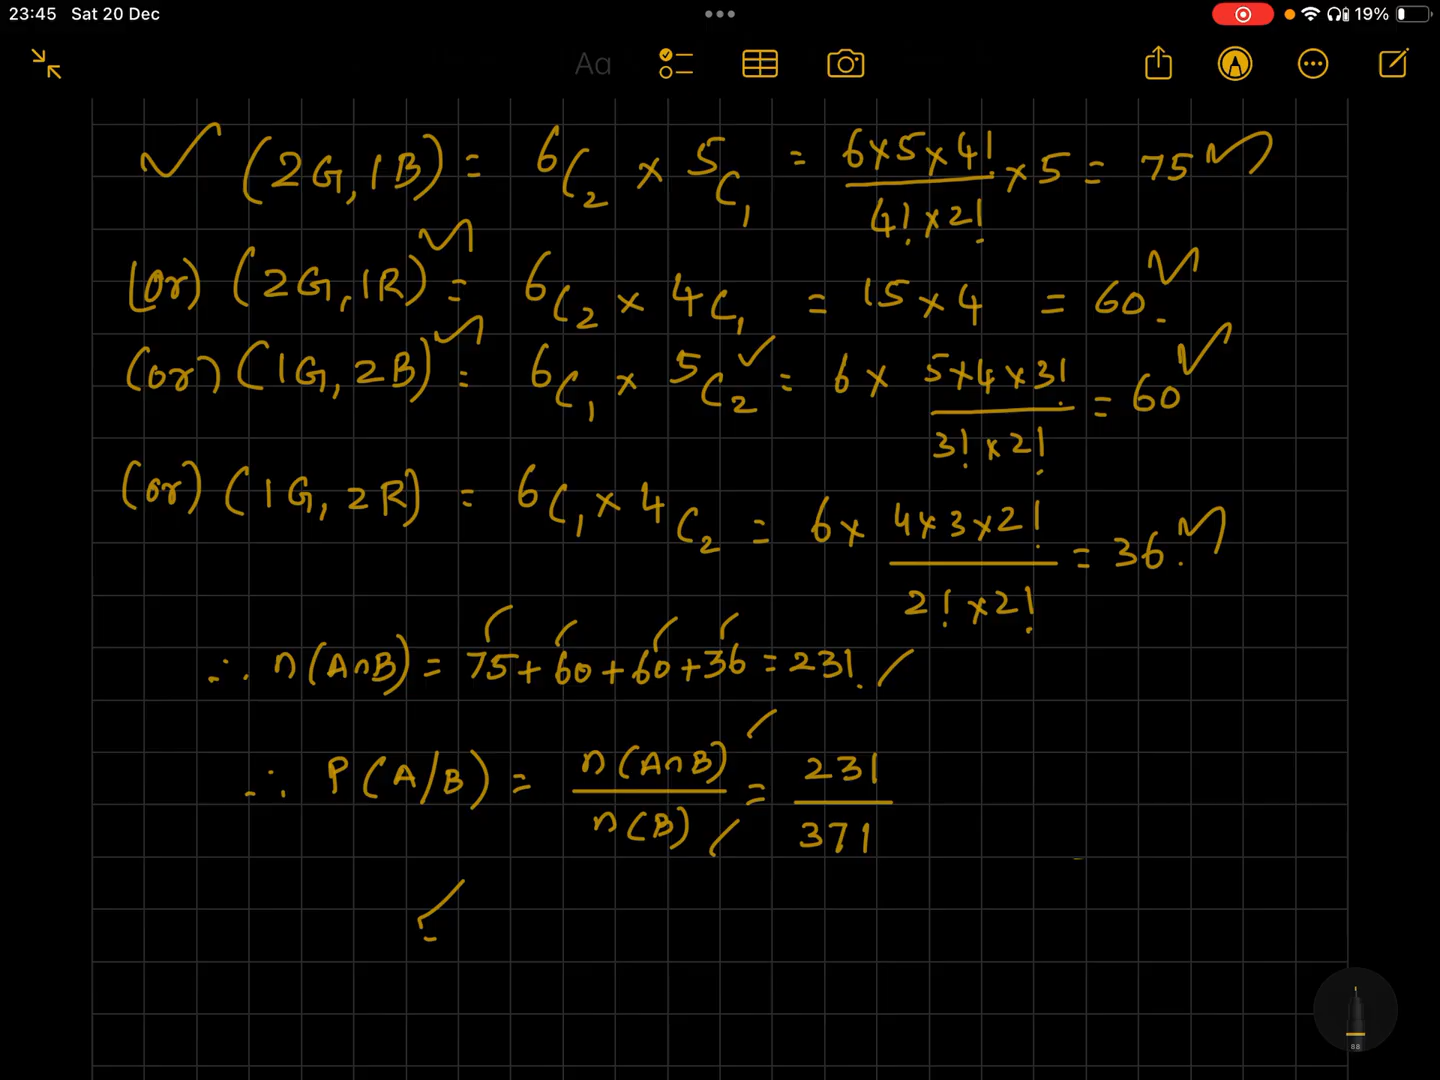 23:45 Sat 20 Dec 19%
Aa
(2G, 1B) = 6C₂ × 5C₁ = 6×5×4! / 4!×2! × 5 = 75
(or) (2G, 1R) = 6C₂ × 4C₁ = 15 × 4 = 60.
(or) (1G, 2B) = 6C₁ × 5C₂ = 6 × 5×4×3! / 3!×2! = 60
(or) (1G, 2R) = 6C₁ × 4C₂ = 6× 4×3×2! / 2!×2! = 36.
∴ n(A∩B) = 75+60+60+36 = 231.
∴ P(A/B) = n(A∩B) / n(B) = 231 / 371
88